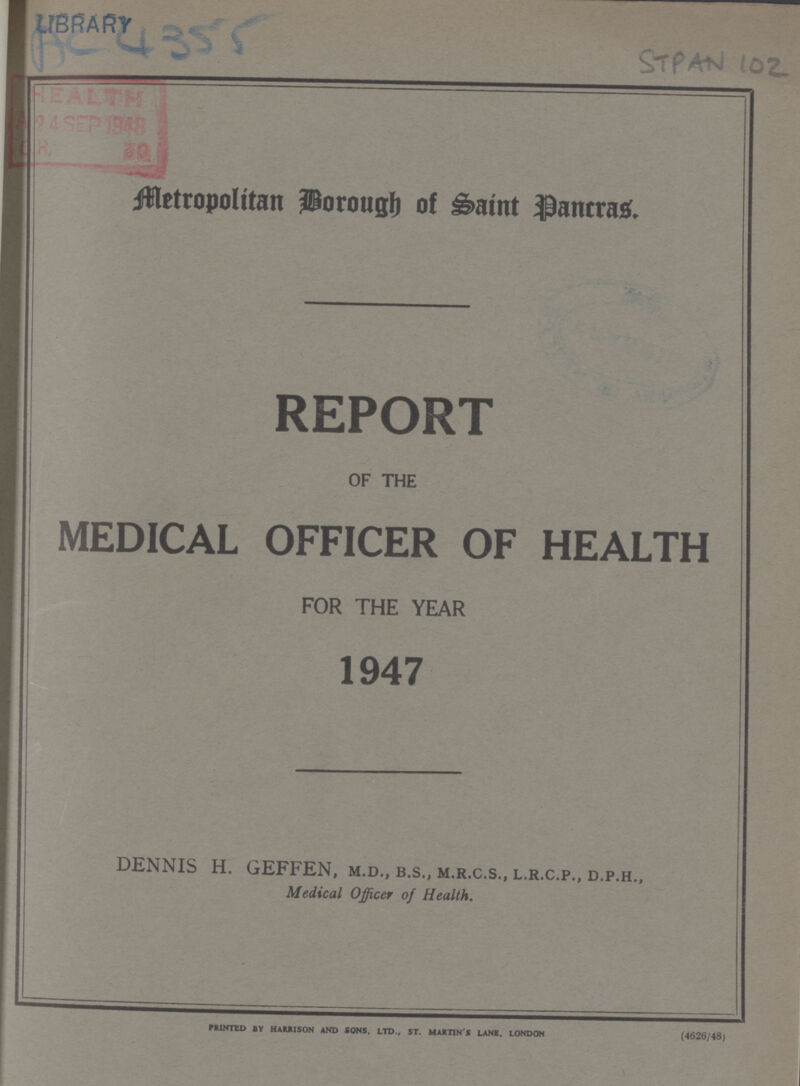 LIBRARY
AC 4355
STPAN 102
HEALTH
24 SEP 1948
Metropolitan Borough of Saint Pancras.
REPORT
OF THE
MEDICAL OFFICER OF HEALTH
FOR THE YEAR
1947
DENNIS H. GEFFEN, M.D., B.S., M.R.C.S., L.R.C.P., D.P.H.,
Medical Officer of Health.
PRINTED BY HARRISON AND SONS, LTD., ST. MARTIN'S LANE, LONDON
(4626/48)